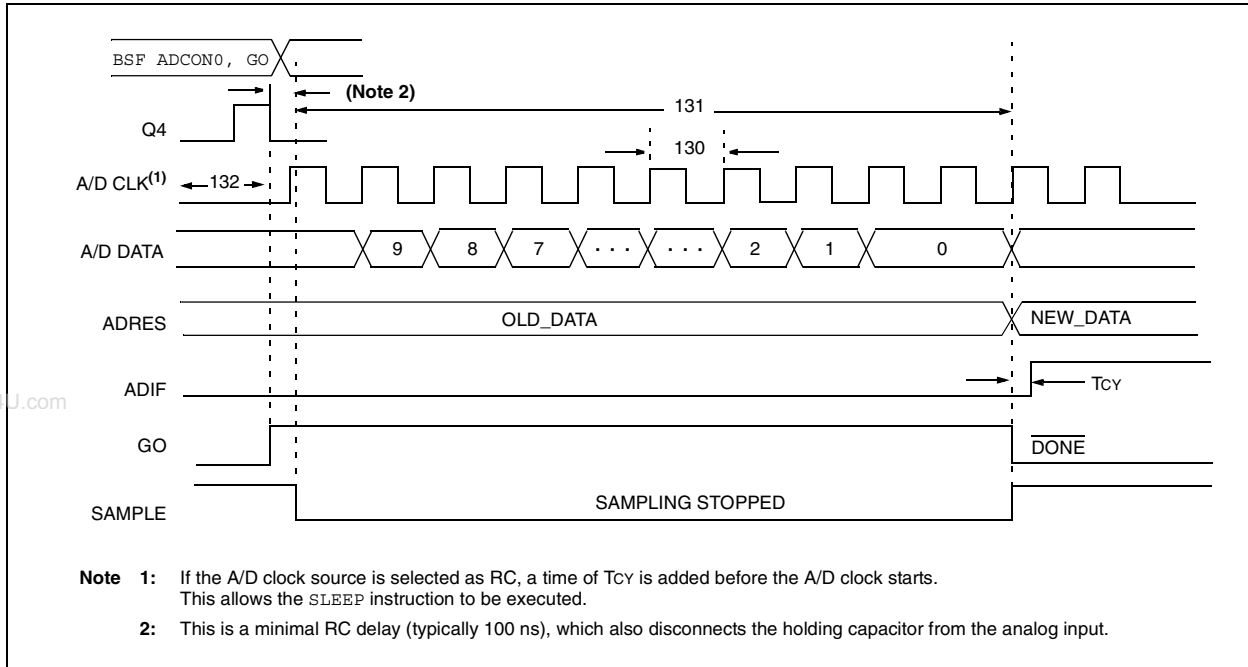 BSF ADCON0, GO
(Note 2)
131
Q4
130
A/D CLK(1)
132
A/D DATA
9 8 7 . . . . . . 2 1 0
ADRES
OLD_DATA
NEW_DATA
ADIF
TCY
4U.com
GO
DONE
SAMPLE
SAMPLING STOPPED
Note 1: If the A/D clock source is selected as RC, a time of TCY is added before the A/D clock starts.
This allows the SLEEP instruction to be executed.
2: This is a minimal RC delay (typically 100 ns), which also disconnects the holding capacitor from the analog input.